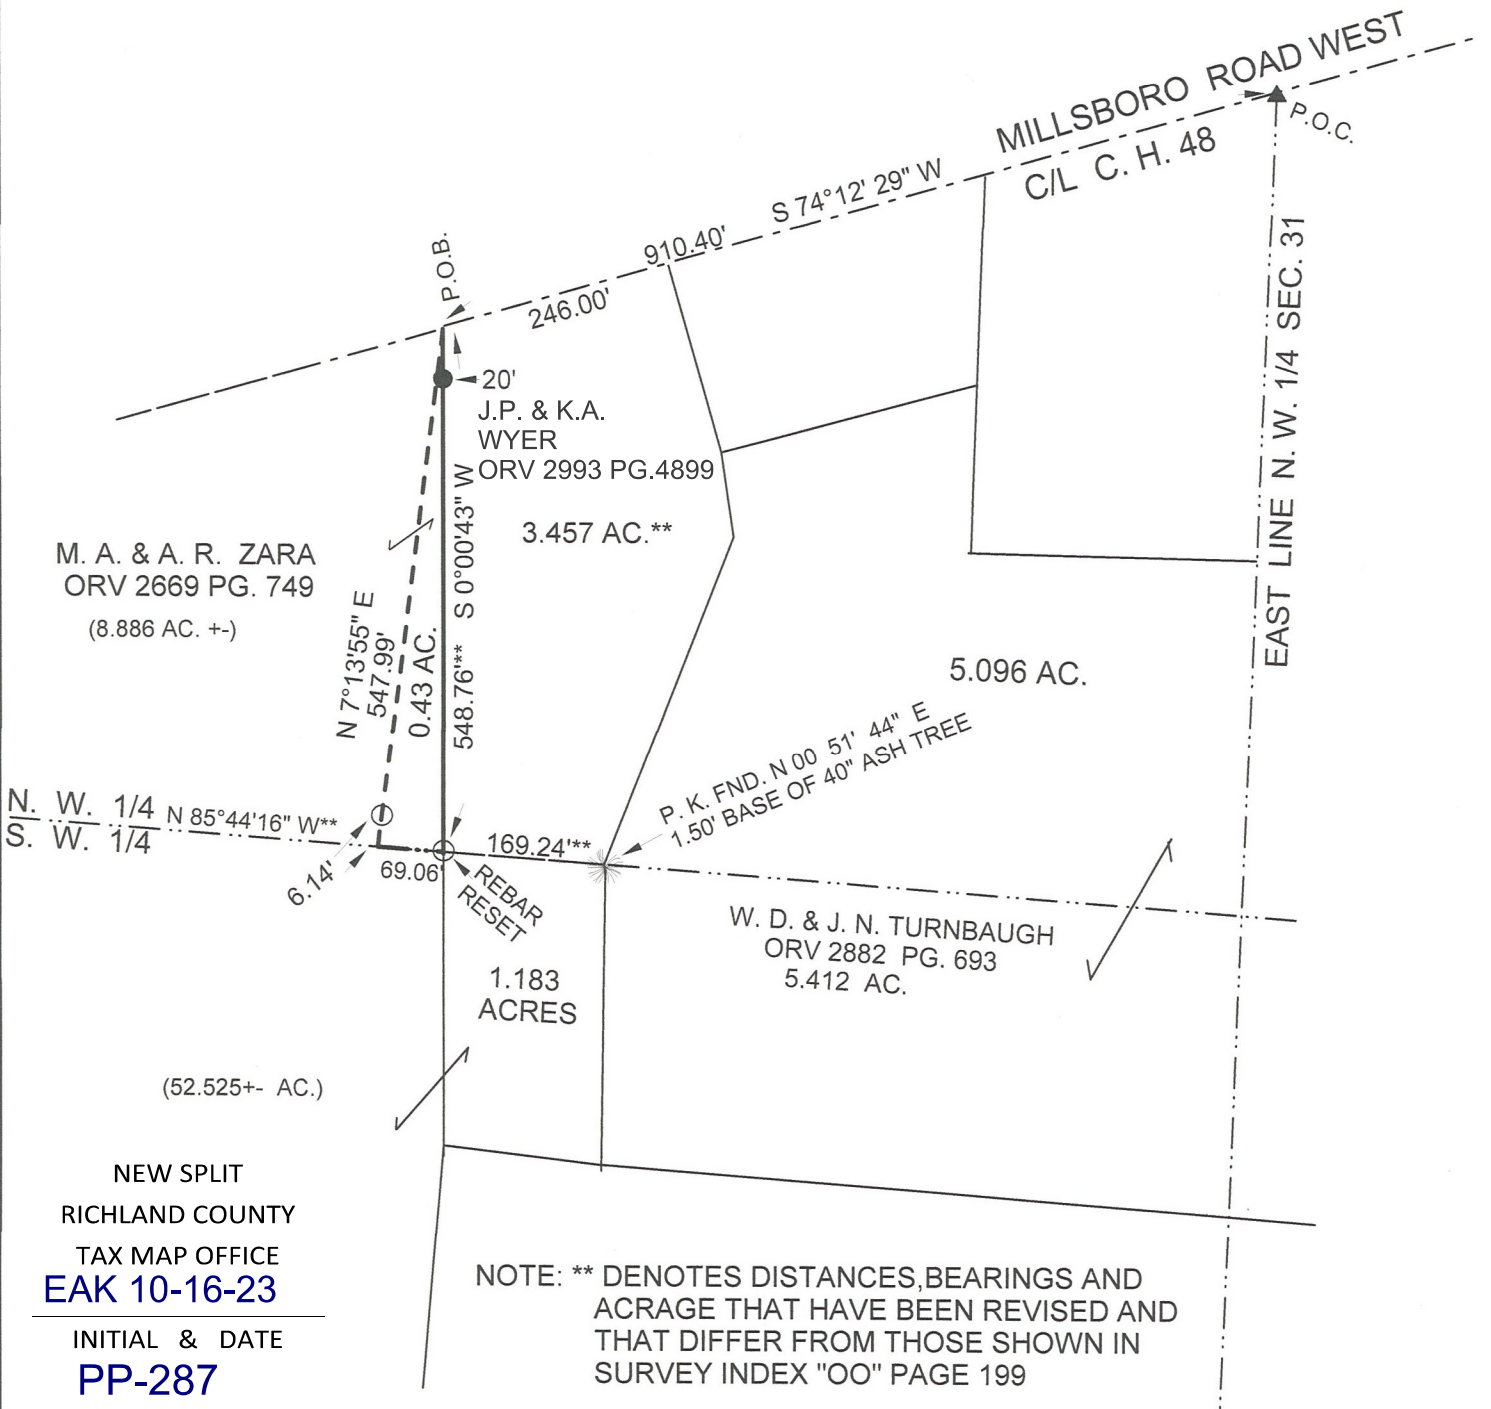 MILLSBORO ROAD WEST
C/L C. H. 48
P.O.C.
S 74°12' 29" W
910.40'
246.00'
P.O.B.
20'
J.P. & K.A.
WYER
ORV 2993 PG.4899
3.457 AC.**
EAST LINE N. W. 1/4 SEC. 31
M. A. & A. R. ZARA
ORV 2669 PG. 749
(8.886 AC. +-)
N 7°13'55" E
547.99'
0.43 AC.
548.76'** S 0°00'43" W
5.096 AC.
P. K. FND. N 00 51' 44" E
1.50' BASE OF 40" ASH TREE
N. W. 1/4
S. W. 1/4
N 85°44'16" W**
169.24'**
6.14'
69.06'
REBAR
RESET
W. D. & J. N. TURNBAUGH
ORV 2882 PG. 693
5.412 AC.
1.183
ACRES
(52.525+- AC.)
NEW SPLIT
RICHLAND COUNTY
TAX MAP OFFICE
EAK 10-16-23
INITIAL & DATE
PP-287
NOTE: ** DENOTES DISTANCES,BEARINGS AND
ACRAGE THAT HAVE BEEN REVISED AND
THAT DIFFER FROM THOSE SHOWN IN
SURVEY INDEX "OO" PAGE 199